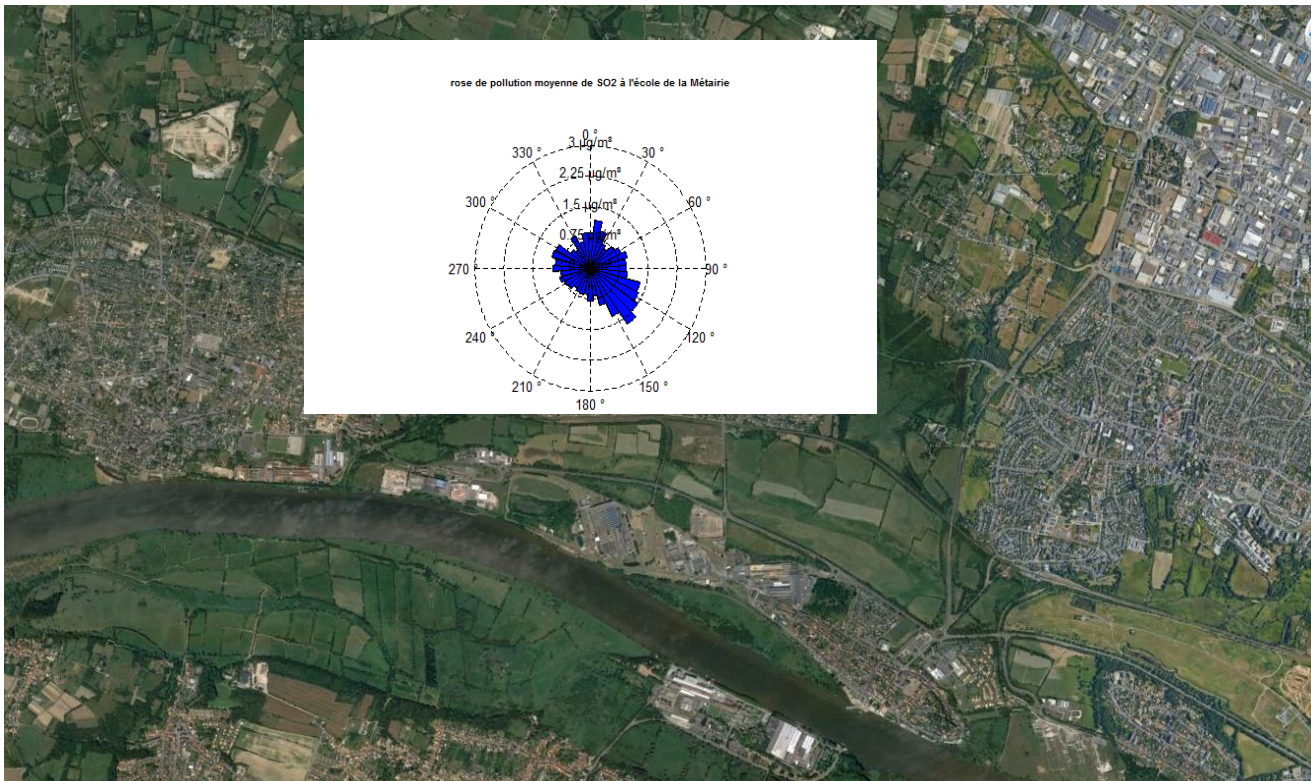 rose de pollution moyenne de SO2 à l'école de la Métairie
0 °
3 µg/m³
330 °
30 °
2,25 µg/m³
300 °
1,5 µg/m³
60 °
0,75 µg/m³
270 °
90 °
240 °
120 °
210 °
150 °
180 °